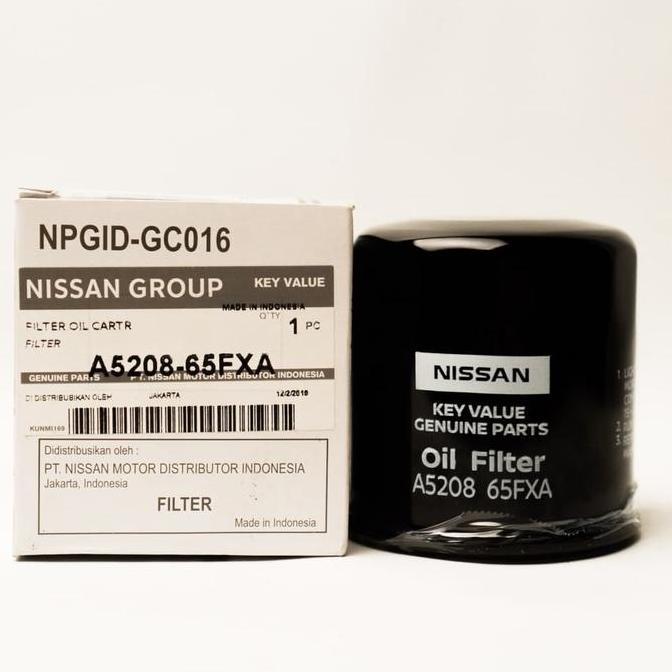 NPGID-GC016
NISSAN GROUP KEY VALUE
MADE IN INDONESIA
FILTER OIL CARTR
Q'TY 1 PC
FILTER
A5208-65FXA
GENUINE PARTS PT. NISSAN MOTOR DISTRIBUTOR INDONESIA
DI DISTRIBUSIKAN OLEH JAKARTA 12/2/2018
KUNMI169
Didistribusikan oleh :
PT. NISSAN MOTOR DISTRIBUTOR INDONESIA
Jakarta, Indonesia
FILTER
Made in Indonesia
NISSAN
KEY VALUE
GENUINE PARTS
Oil Filter
A5208 65FXA